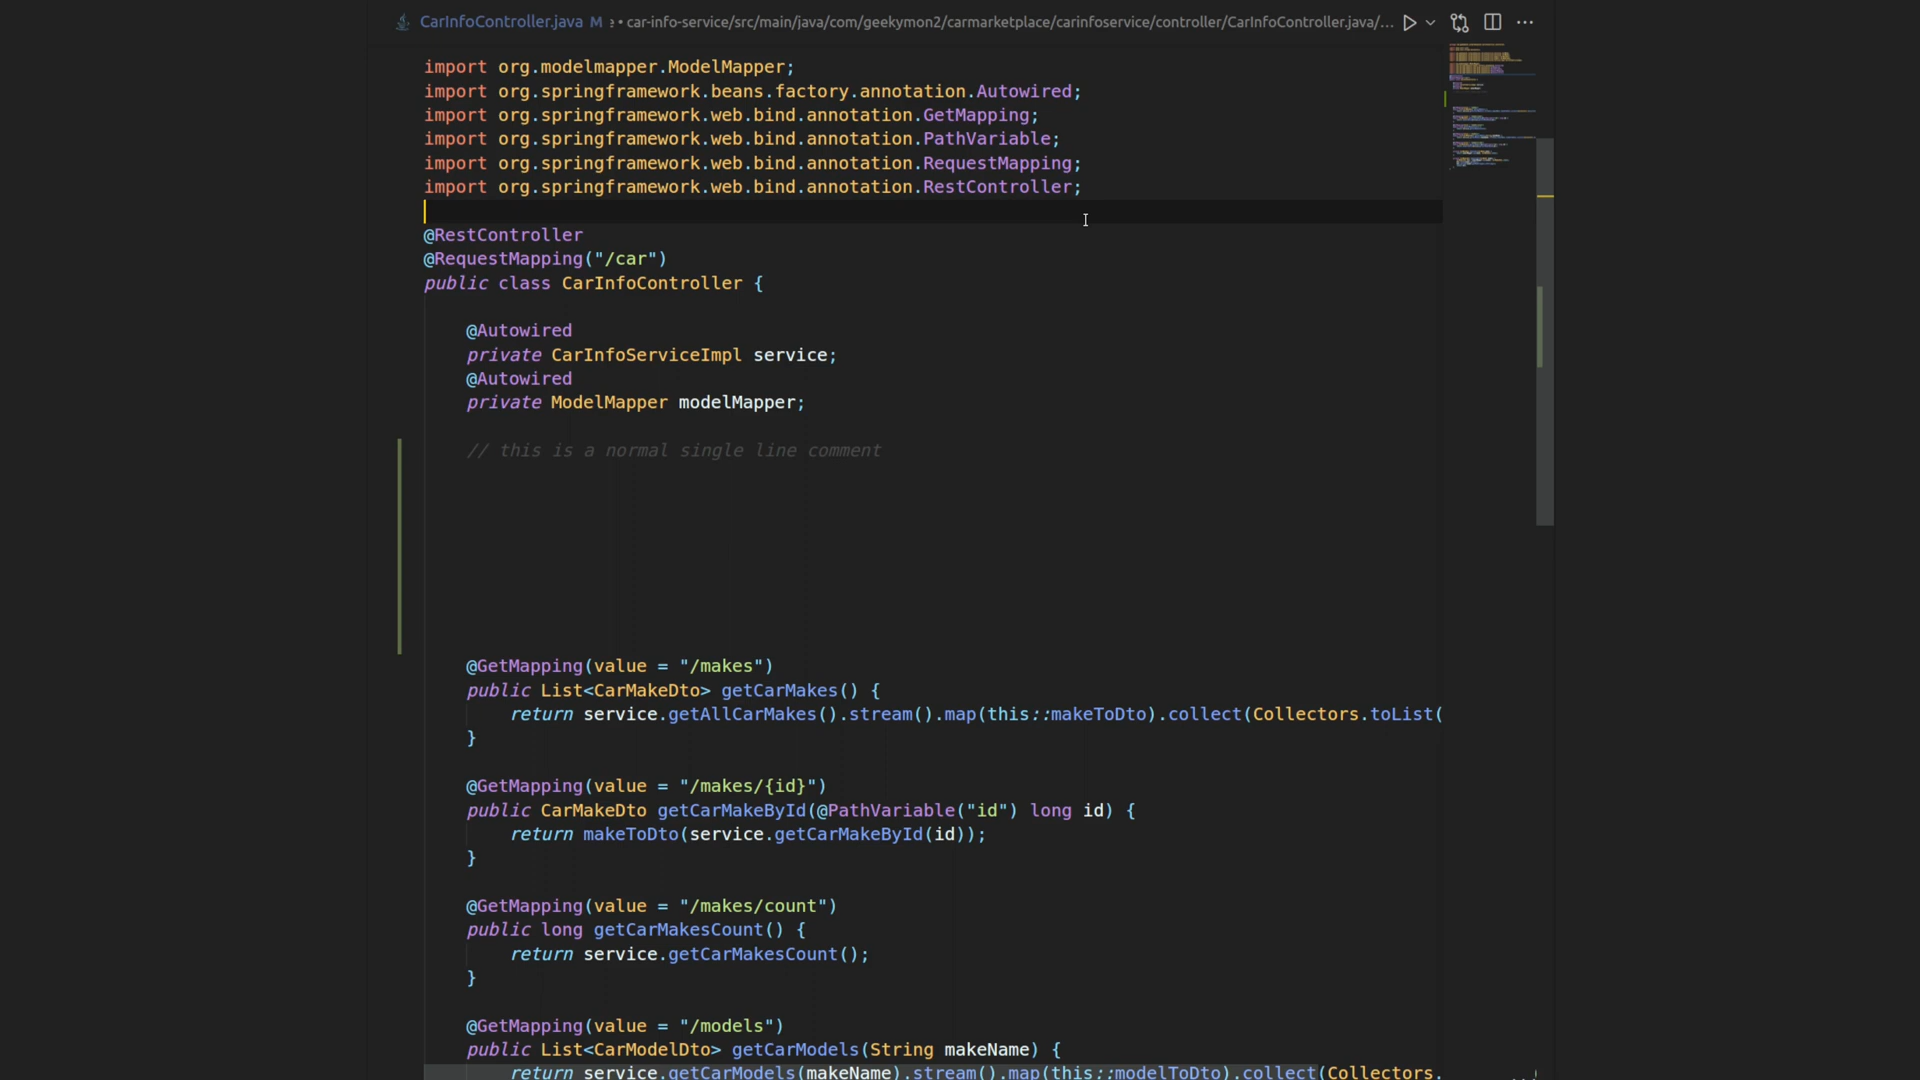 CarInfoController.java M • car-info-service/src/main/java/com/geekymon2/carmarketplace/carinfoservice/controller/CarInfoController.java/...
import org.modelmapper.ModelMapper;
import org.springframework.beans.factory.annotation.Autowired;
import org.springframework.web.bind.annotation.GetMapping;
import org.springframework.web.bind.annotation.PathVariable;
import org.springframework.web.bind.annotation.RequestMapping;
import org.springframework.web.bind.annotation.RestController;
@RestController
@RequestMapping("/car")
public class CarInfoController {
@Autowired
private CarInfoServiceImpl service;
@Autowired
private ModelMapper modelMapper;
// this is a normal single line comment
@GetMapping(value = "/makes")
public List<CarMakeDto> getCarMakes() {
return service.getAllCarMakes().stream().map(this::makeToDto).collect(Collectors.toList(
}
@GetMapping(value = "/makes/{id}")
public CarMakeDto getCarMakeById(@PathVariable("id") long id) {
return makeToDto(service.getCarMakeById(id));
}
@GetMapping(value = "/makes/count")
public long getCarMakesCount() {
return service.getCarMakesCount();
}
@GetMapping(value = "/models")
public List<CarModelDto> getCarModels(String makeName) {
return service.getCarModels(makeName).stream().map(this::modelToDto).collect(Collectors.